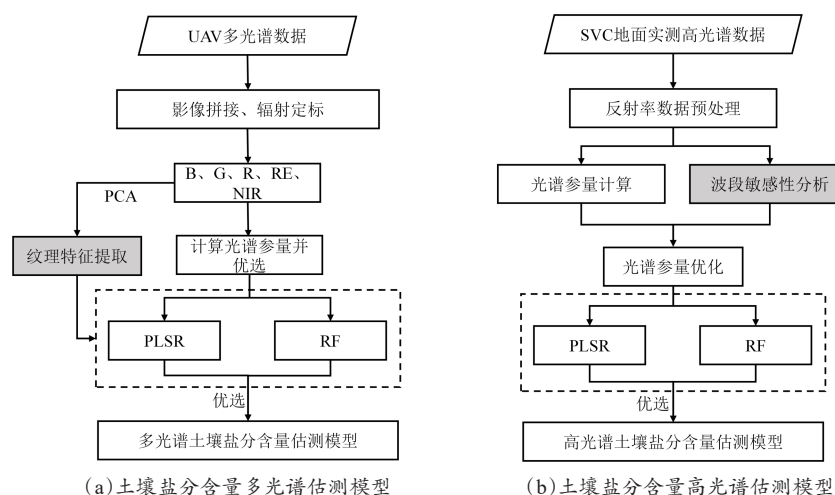 UAV多光谱数据
影像拼接、辐射定标
B、G、R、RE、
NIR
PCA
纹理特征提取
计算光谱参量并
优选
PLSR
RF
优选
多光谱土壤盐分含量估测模型
(a)土壤盐分含量多光谱估测模型
SVC地面实测高光谱数据
反射率数据预处理
光谱参量计算
波段敏感性分析
光谱参量优化
PLSR
RF
优选
高光谱土壤盐分含量估测模型
(b)土壤盐分含量高光谱估测模型